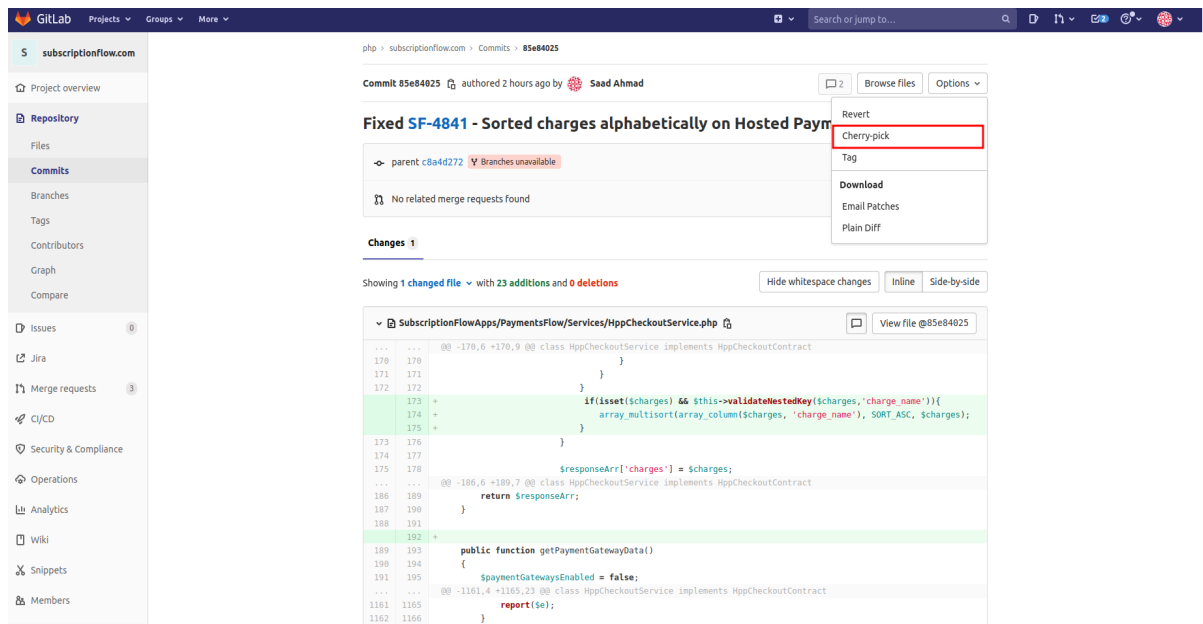 GitLab Projects Groups More Search or jump to... 2
S subscriptionflow.com
Project overview
Repository
Files
Commits
Branches
Tags
Contributors
Graph
Compare
Issues 0
Jira
Merge requests 3
CI/CD
Security & Compliance
Operations
Analytics
Wiki
Snippets
Members
php > subscriptionflow.com > Commits > 85e84025
Commit 85e84025 authored 2 hours ago by Saad Ahmad 2 Browse files Options
Revert
Cherry-pick
Tag
Download
Email Patches
Plain Diff
Fixed SF-4841 - Sorted charges alphabetically on Hosted Paym
parent c8a4d272 Branches unavailable
No related merge requests found
Changes 1
Showing 1 changed file with 23 additions and 0 deletions Hide whitespace changes Inline Side-by-side
SubscriptionFlowApps/PaymentsFlow/Services/HppCheckoutService.php View file @85e84025
... ... @@ -170,6 +170,9 @@ class HppCheckoutService implements HppCheckoutContract
170 170 }
171 171 }
172 172 }
173 + if(isset($charges) && $this->validateNestedKey($charges,'charge_name')){
174 + array_multisort(array_column($charges, 'charge_name'), SORT_ASC, $charges);
175 + }
173 176 }
174 177
175 178 $responseArr['charges'] = $charges;
... ... @@ -186,6 +189,7 @@ class HppCheckoutService implements HppCheckoutContract
186 189 return $responseArr;
187 190 }
188 191
192 +
189 193 public function getPaymentGatewayData()
190 194 {
191 195 $paymentGatewaysEnabled = false;
... ... @@ -1161,4 +1165,23 @@ class HppCheckoutService implements HppCheckoutContract
1161 1165 report($e);
1162 1166 }